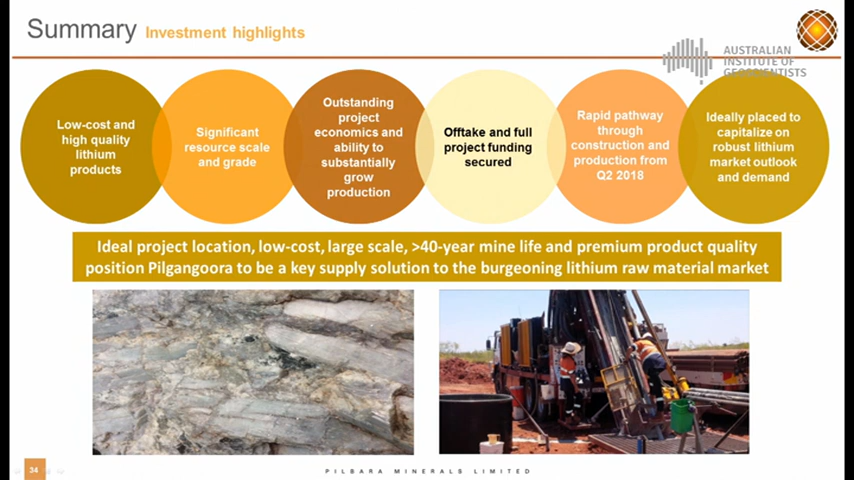 Summary Investment highlights
AUSTRALIAN
INSTITUTE OF
GEOSCIENTISTS
Low-cost and
high quality
lithium
products
Significant
resource scale
and grade
Outstanding
project
economics and
ability to
substantially
grow
production
Offtake and full
project funding
secured
Rapid pathway
through
construction and
production from
Q2 2018
Ideally placed to
capitalize on
robust lithium
market outlook
and demand
Ideal project location, low-cost, large scale, >40-year mine life and premium product quality
position Pilgangoora to be a key supply solution to the burgeoning lithium raw material market
34
PILBARA MINERALS LIMITED